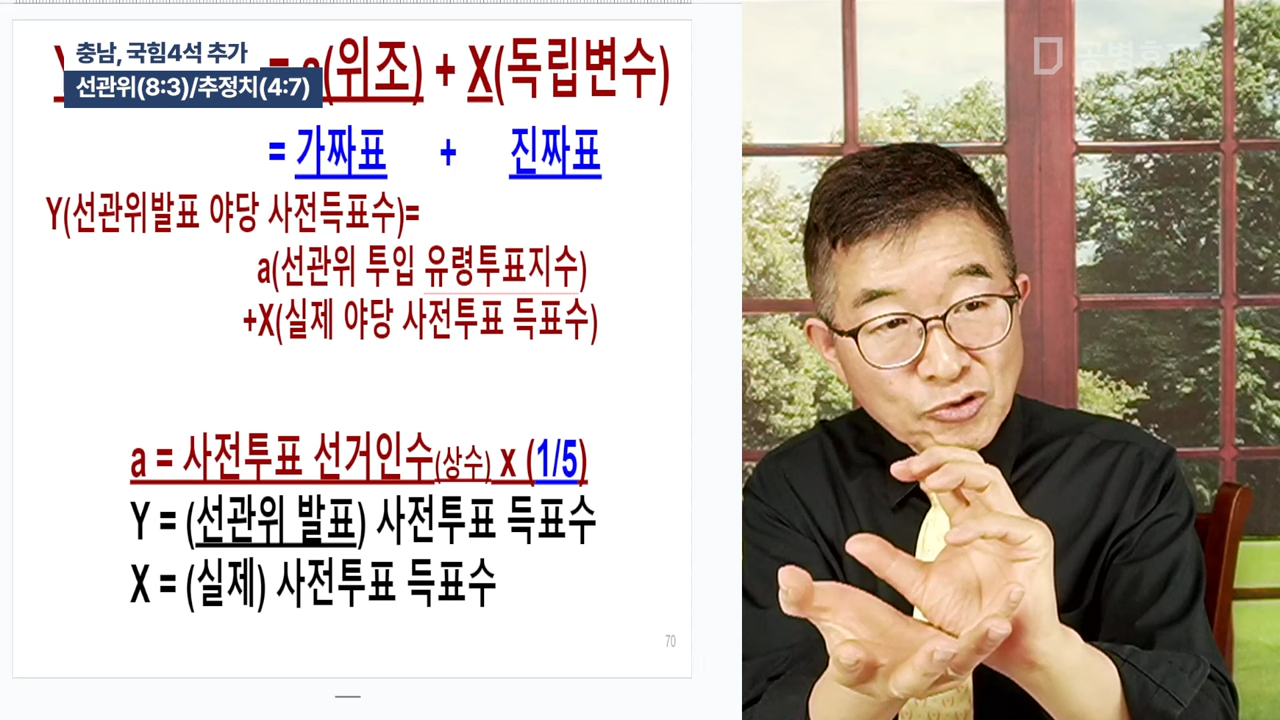 충남, 국힘4석 추가
선관위(8:3)/추정치(4:7)
(위조) + X(독립변수)
= 가짜표 + 진짜표
Y(선관위발표 야당 사전득표수)=
a(선관위 투입 유령투표지수)
+X(실제 야당 사전투표 득표수)
a = 사전투표 선거인수(상수) x (1/5)
Y = (선관위 발표) 사전투표 득표수
X = (실제) 사전투표 득표수
70
공병호TV